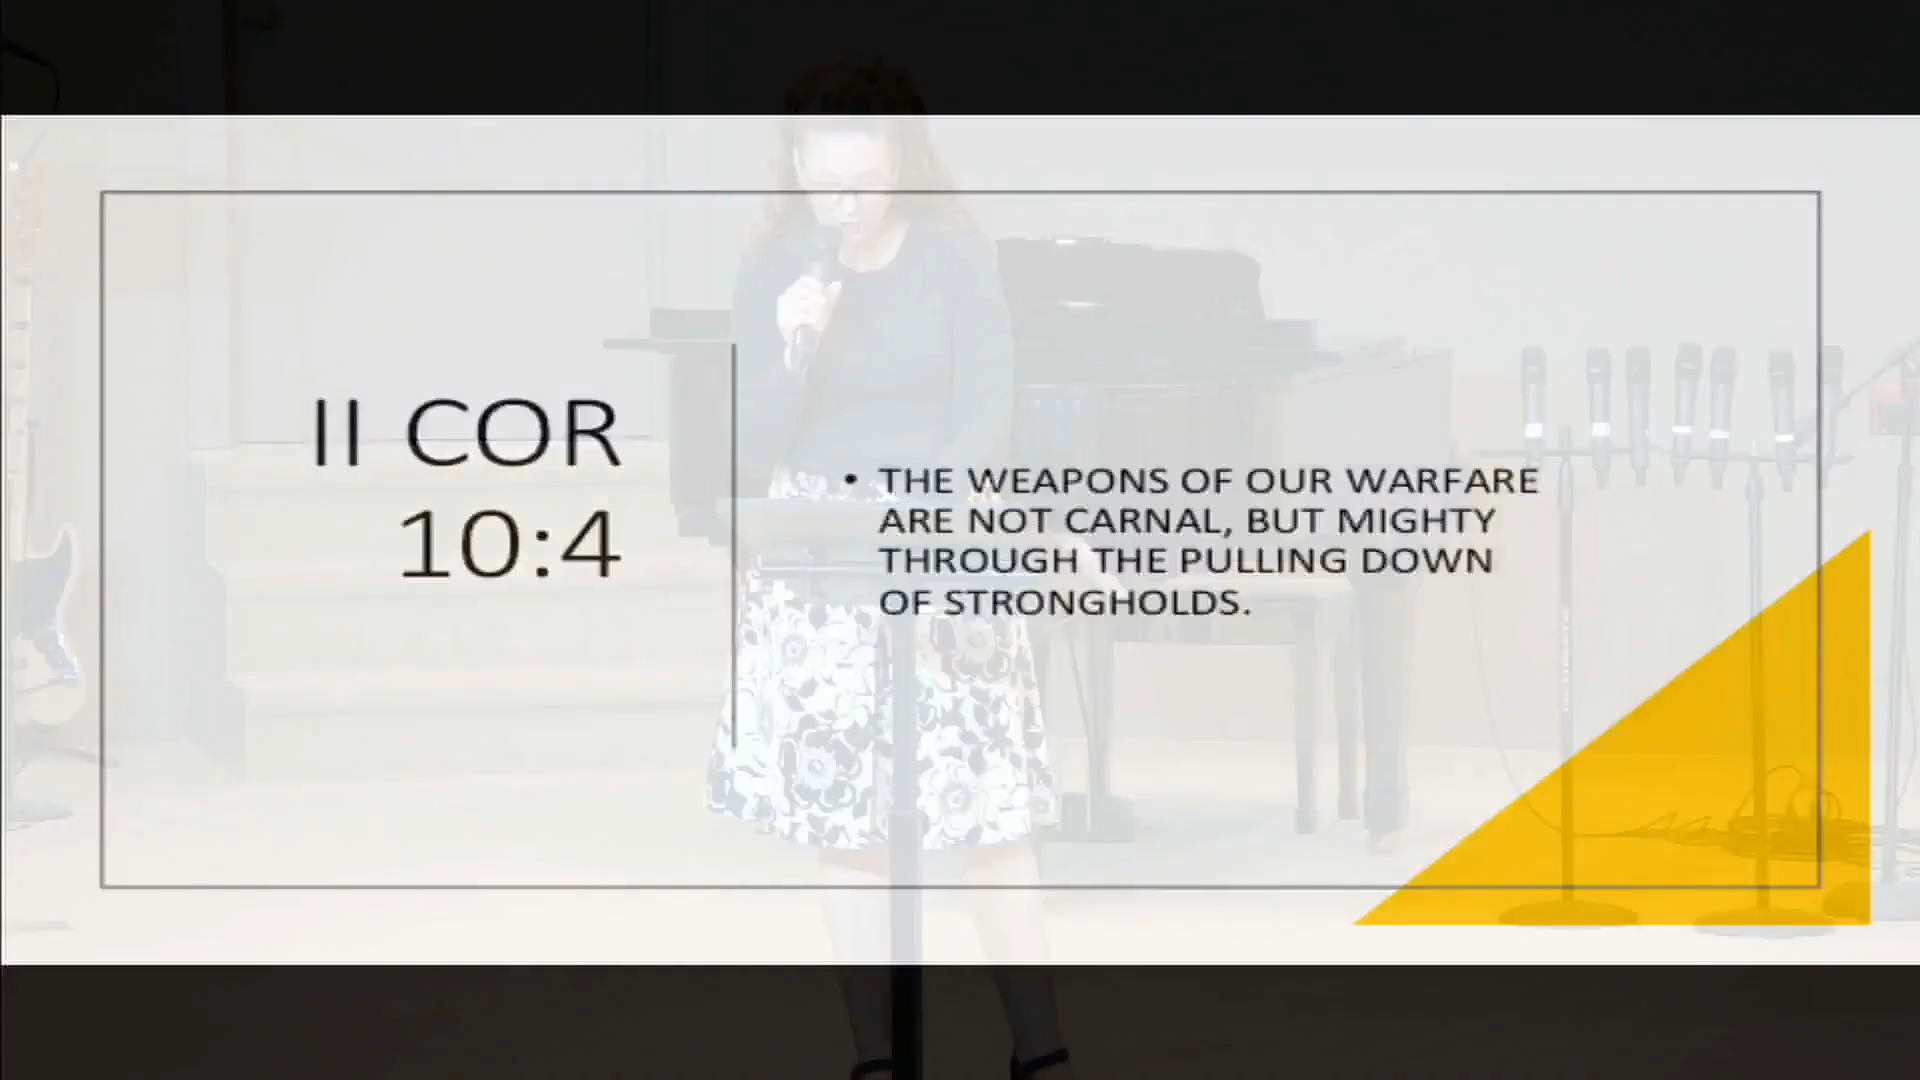 II COR
10:4
• THE WEAPONS OF OUR WARFARE
ARE NOT CARNAL, BUT MIGHTY
THROUGH THE PULLING DOWN
OF STRONGHOLDS.